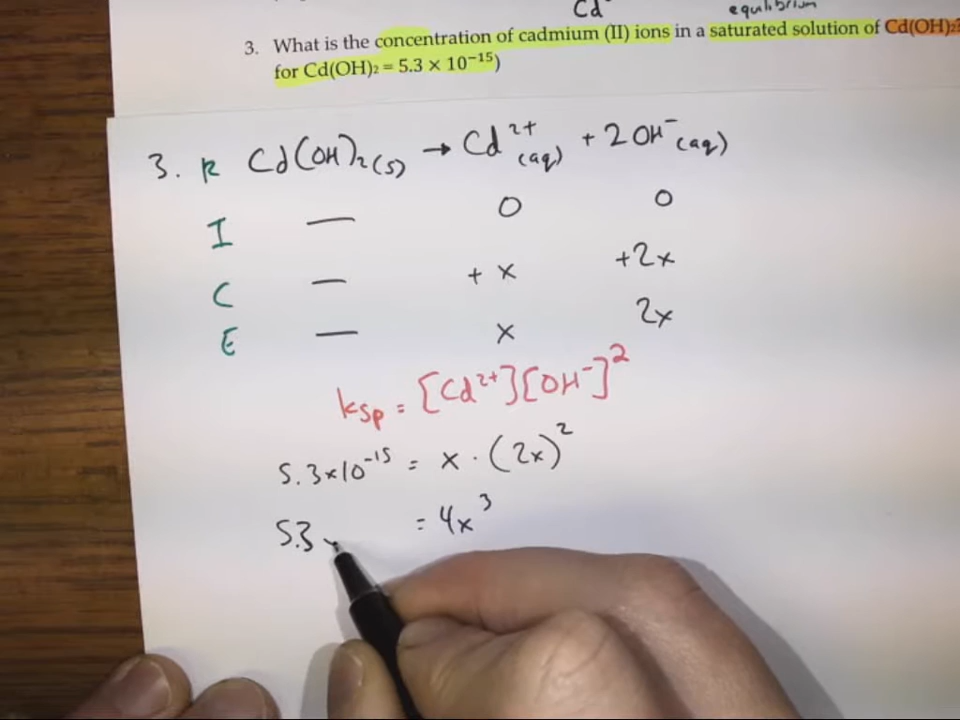 Cd equilibrium
3. What is the concentration of cadmium (II) ions in a saturated solution of Cd(OH)₂?
for Cd(OH)₂ = 5.3 × 10⁻¹⁵)
3. R Cd(OH)₂(s) → Cd²⁺(aq) + 2OH⁻(aq)
I — 0 0
C — + x +2x
E — x 2x
ksp = [Cd²⁺][OH⁻]²
5.3x10⁻¹⁵ = x · (2x)²
5.3 = 4x³